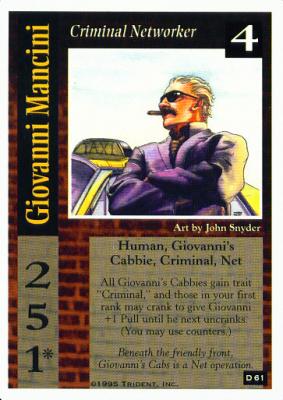 Criminal Networker
4
Giovanni Mancini
TAXI
Art by John Snyder
Human, Giovanni's
Cabbie, Criminal, Net
2
5
1*
All Giovanni's Cabbies gain trait
"Criminal," and those in your first
rank may crank to give Giovanni
+1 Pull until he next uncranks.
(You may use counters.)
Beneath the friendly front,
Giovanni's Cabs is a Net operation.
©1995 TRIDENT, INC.
D 61